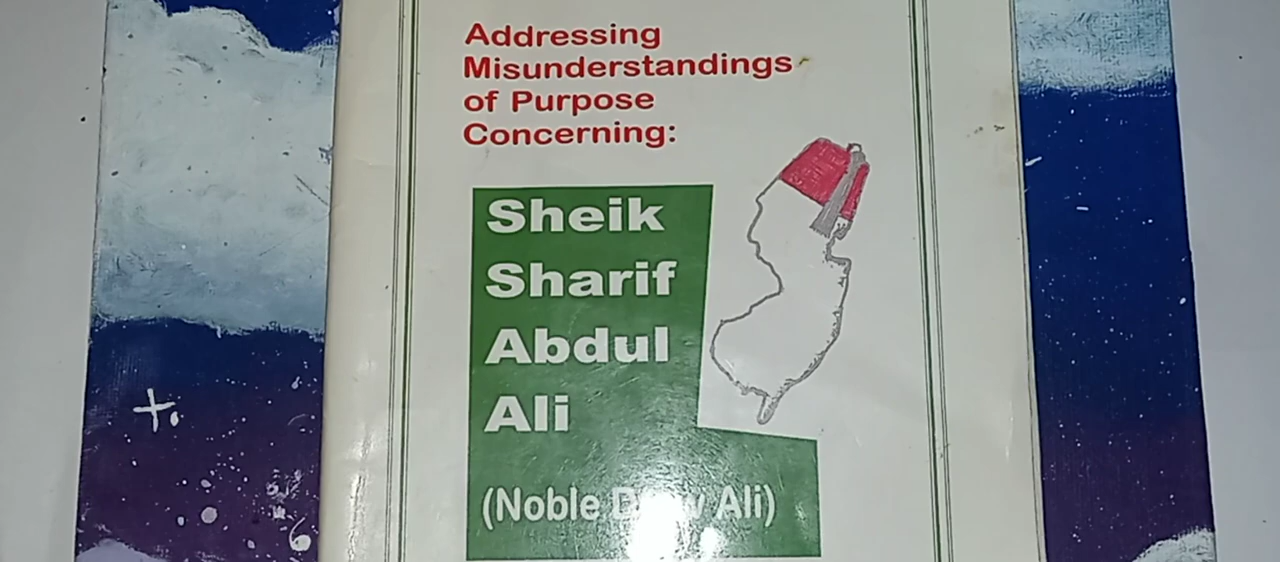 Addressing
Misunderstandings
of Purpose
Concerning:
Sheik
Sharif
Abdul
Ali
(Noble Ali)